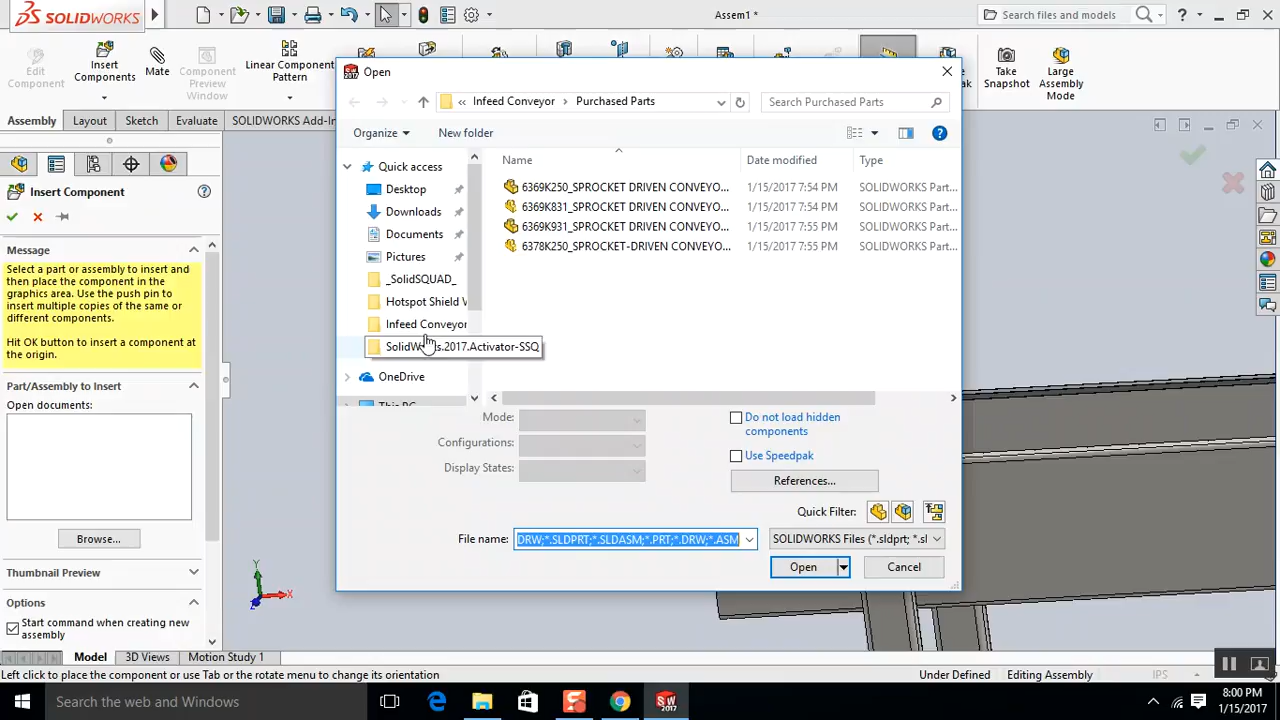 SOLIDWORKS
Assem1 *
Search files and models
Edit Component
Insert Components
Mate
Component Preview Window
Linear Component Pattern
Take Snapshot
Large Assembly Mode
Assembly
Layout
Sketch
Evaluate
SOLIDWORKS Add-In
Insert Component
Message
Select a part or assembly to insert and
then place the component in the
graphics area. Use the push pin to
insert multiple copies of the same or
different components.
Hit OK button to insert a component at
the origin.
Part/Assembly to Insert
Open documents:
Browse...
Thumbnail Preview
Options
Start command when creating new
assembly
Open
« Infeed Conveyor > Purchased Parts
Search Purchased Parts
Organize
New folder
Quick access
Desktop
Downloads
Documents
Pictures
_SolidSQUAD_
Hotspot Shield V
Infeed Conveyor
SolidWorks.2017.Activator-SSQ
OneDrive
This PC
Name
Date modified
Type
6369K250_SPROCKET DRIVEN CONVEYO... 1/15/2017 7:54 PM SOLIDWORKS Part...
6369K831_SPROCKET DRIVEN CONVEYO... 1/15/2017 7:54 PM SOLIDWORKS Part...
6369K931_SPROCKET DRIVEN CONVEYO... 1/15/2017 7:55 PM SOLIDWORKS Part...
6378K250_SPROCKET-DRIVEN CONVEYO... 1/15/2017 7:55 PM SOLIDWORKS Part...
Mode:
Configurations:
Display States:
Do not load hidden
components
Use Speedpak
References...
Quick Filter:
File name:
DRW;*.SLDPRT;*.SLDASM;*.PRT;*.DRW;*.ASM
SOLIDWORKS Files (*.sldprt; *.sl
Open
Cancel
Model
3D Views
Motion Study 1
Left click to place the component or use Tab or the rotate menu to change its orientation
Under Defined
Editing Assembly
IPS
Search the web and Windows
8:00 PM
1/15/2017